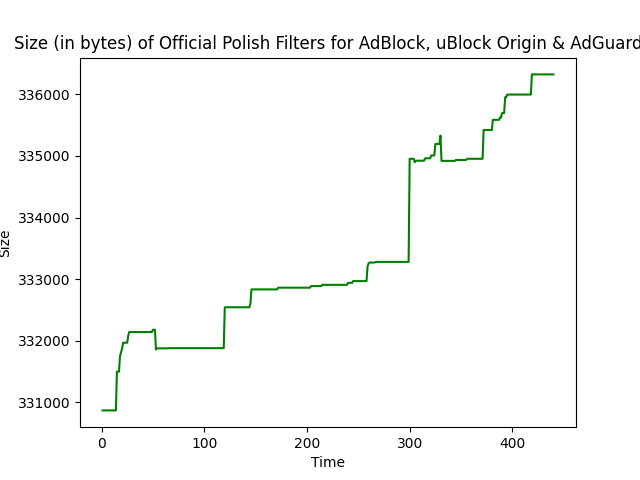 Size (in bytes) of Official Polish Filters for AdBlock, uBlock Origin & AdGuard
336000
335000
334000
333000
332000
331000
Size
0 100 200 300 400
Time